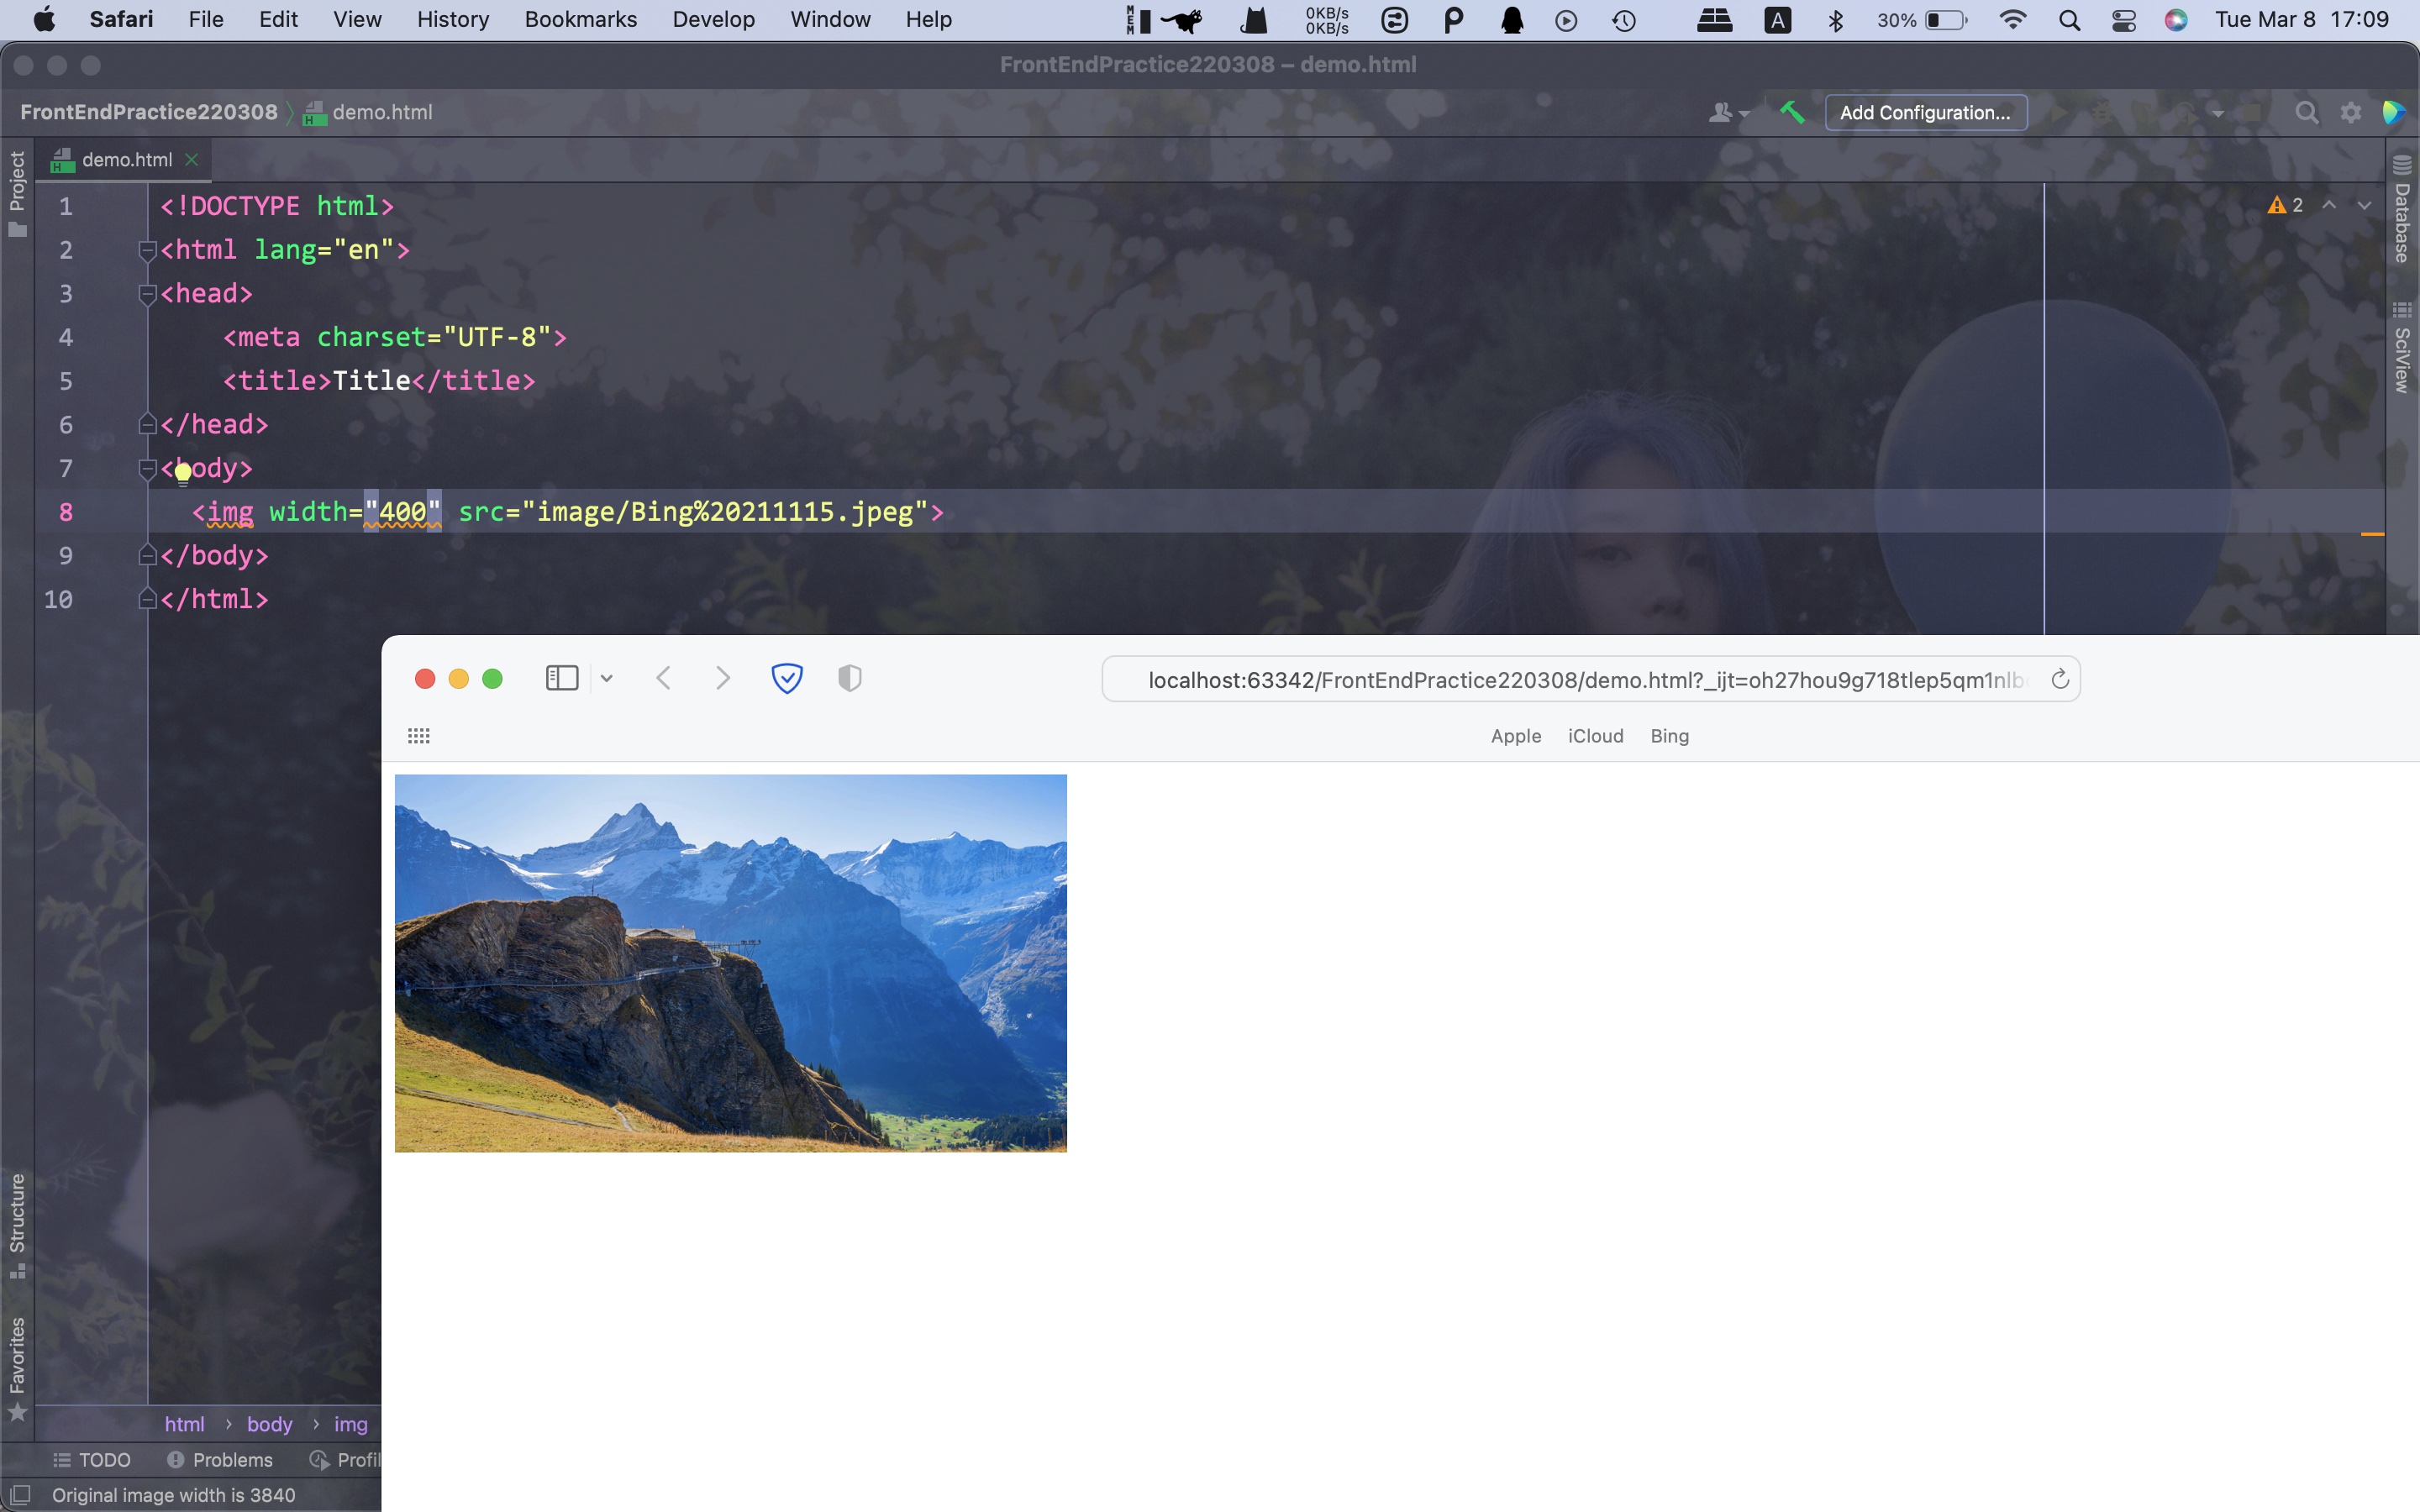 Safari File Edit View History Bookmarks Develop Window Help MEM 0KB/s 0KB/s A 30% Tue Mar 8 17:09
FrontEndPractice220308 – demo.html
FrontEndPractice220308 demo.html Add Configuration...
Project
demo.html
Database
SciView
2
1 <!DOCTYPE html>
2 <html lang="en">
3 <head>
4 <meta charset="UTF-8">
5 <title>Title</title>
6 </head>
7 <body>
8 <img width="400" src="image/Bing%20211115.jpeg">
9 </body>
10 </html>
localhost:63342/FrontEndPractice220308/demo.html?_ijt=oh27hou9g718tlep5qm1nlb
Apple iCloud Bing
Structure
Favorites
html › body › img
TODO Problems Profil
Original image width is 3840